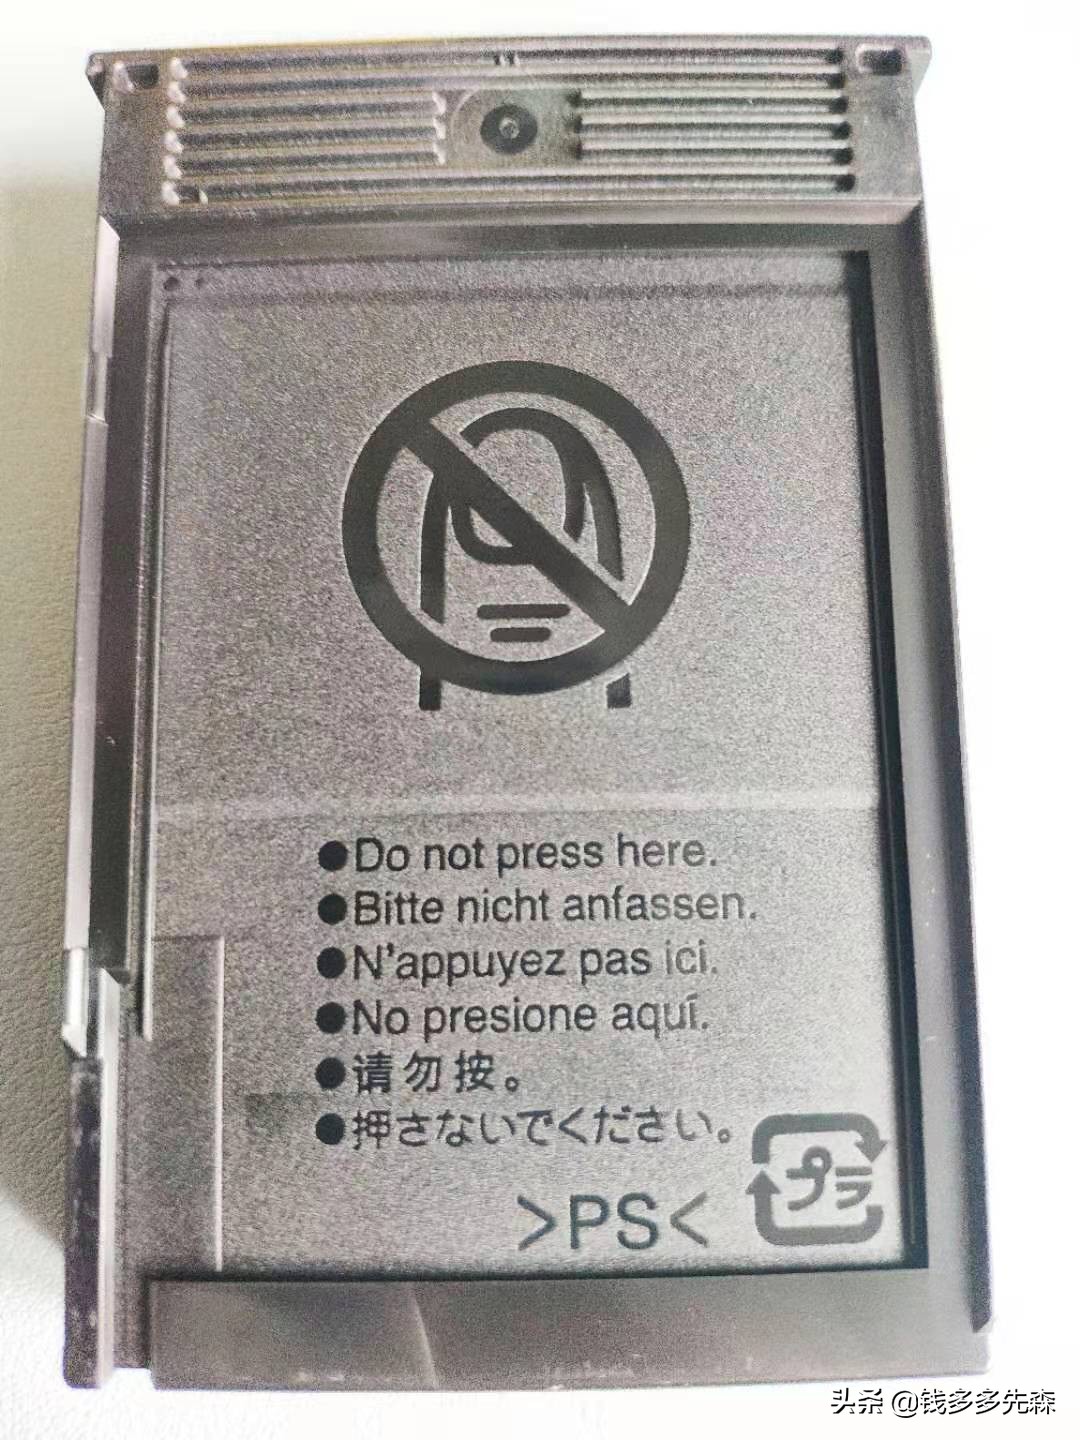 ●Do not press here.
●Bitte nicht anfassen.
●N'appuyez pas ici.
●No presione aquí.
●请勿按。
●押さないでください。
>PS<
プラ
头条 @钱多多先森